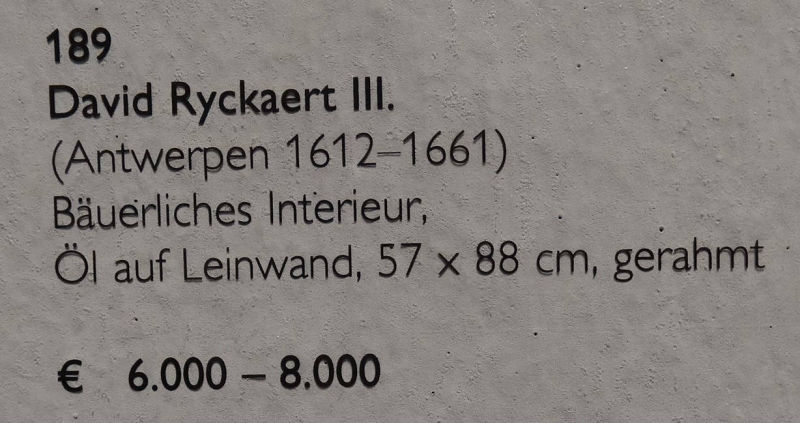 189
David Ryckaert III.
(Antwerpen 1612–1661)
Bäuerliches Interieur,
Öl auf Leinwand, 57 x 88 cm, gerahmt
€ 6.000 – 8.000